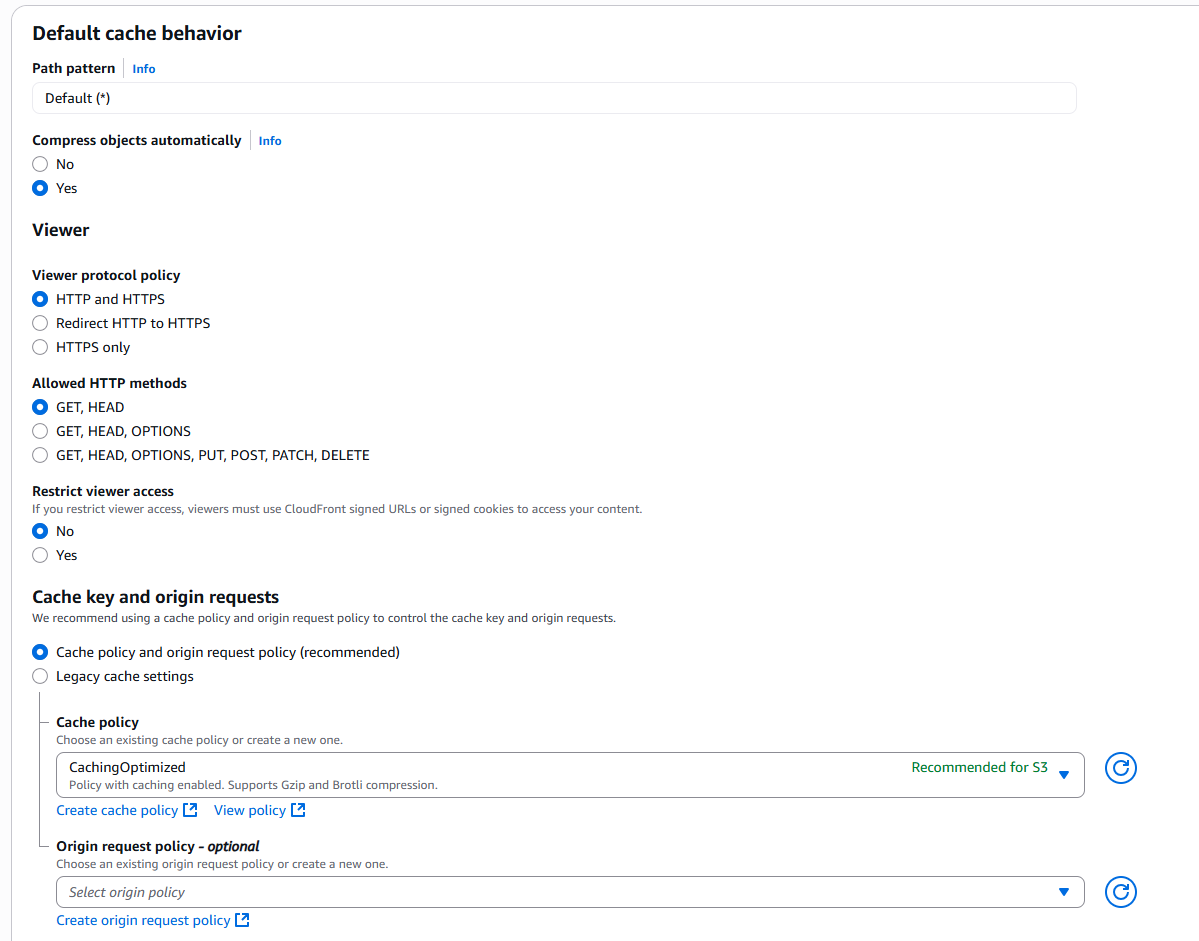 Default cache behavior
Path pattern Info
Default (*)
Compress objects automatically Info
No
Yes
Viewer
Viewer protocol policy
HTTP and HTTPS
Redirect HTTP to HTTPS
HTTPS only
Allowed HTTP methods
GET, HEAD
GET, HEAD, OPTIONS
GET, HEAD, OPTIONS, PUT, POST, PATCH, DELETE
Restrict viewer access
If you restrict viewer access, viewers must use CloudFront signed URLs or signed cookies to access your content.
No
Yes
Cache key and origin requests
We recommend using a cache policy and origin request policy to control the cache key and origin requests.
Cache policy and origin request policy (recommended)
Legacy cache settings
Cache policy
Choose an existing cache policy or create a new one.
CachingOptimized Recommended for S3
Policy with caching enabled. Supports Gzip and Brotli compression.
Create cache policy View policy
Origin request policy - optional
Choose an existing origin request policy or create a new one.
Select origin policy
Create origin request policy